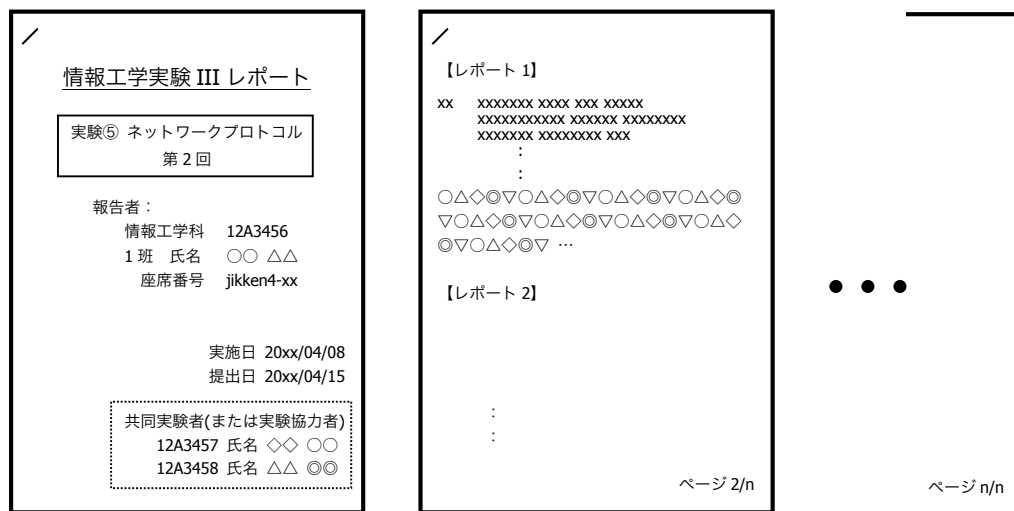 情報工学実験 III レポート
実験⑤ ネットワークプロトコル
第 2 回
報告者：
情報工学科 12A3456
1 班 氏名 ○○ △△
座席番号 jikken4-xx
実施日 20xx/04/08
提出日 20xx/04/15
共同実験者(または実験協力者)
12A3457 氏名 ◇◇ ○○
12A3458 氏名 △△ ◎◎
【レポート 1】
xx xxxxxxx xxxx xxx xxxxx
xxxxxxxxxxx xxxxxx xxxxxxxx
xxxxxxx xxxxxxxx xxx
：
：
○△◇◎▽○△◇◎▽○△◇◎▽○△◇◎
▽○△◇◎▽○△◇◎▽○△◇◎▽○△◇
◎▽○△◇◎▽ …
【レポート 2】
：
：
ページ 2/n
• • •
ページ n/n